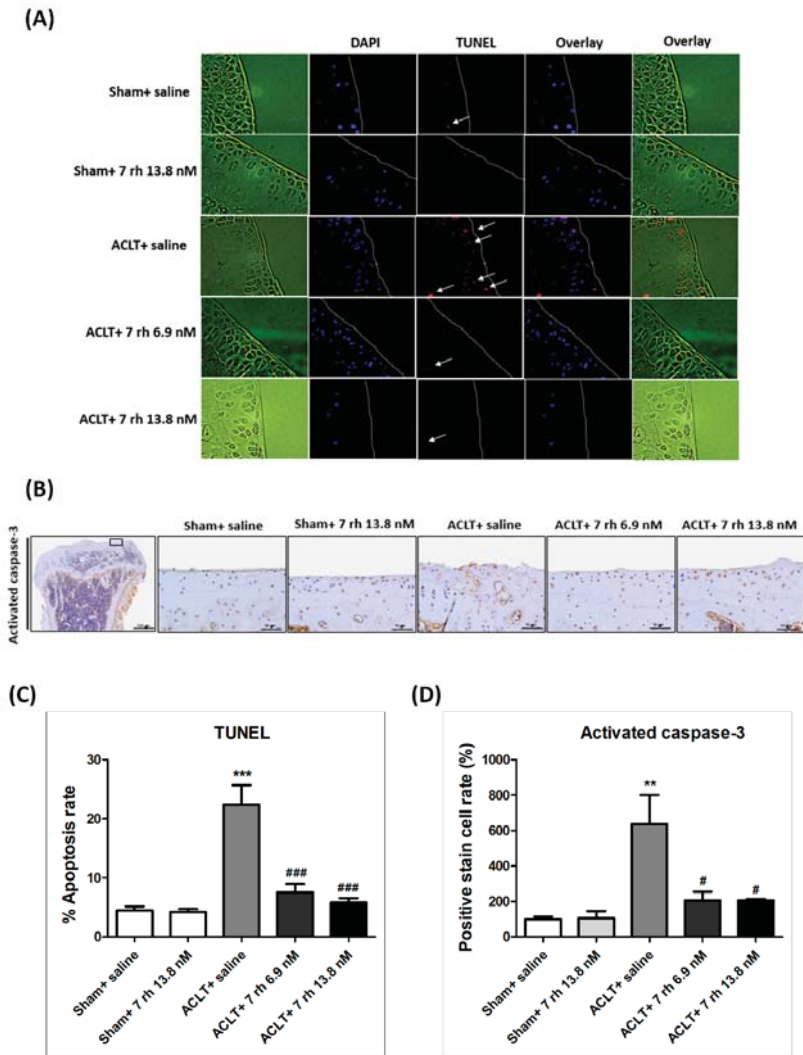 (A)
DAPI TUNEL Overlay Overlay
Sham+ saline
Sham+ 7 rh 13.8 nM
ACLT+ saline
ACLT+ 7 rh 6.9 nM
ACLT+ 7 rh 13.8 nM
(B)
Sham+ saline Sham+ 7 rh 13.8 nM ACLT+ saline ACLT+ 7 rh 6.9 nM ACLT+ 7 rh 13.8 nM
Activated caspase-3
(C)
TUNEL
% Apoptosis rate
30
20
10
0
***
###
###
Sham+ saline
Sham+ 7 rh 13.8 nM
ACLT+ saline
ACLT+ 7 rh 6.9 nM
ACLT+ 7 rh 13.8 nM
(D)
Activated caspase-3
Positive stain cell rate (%)
1000
800
600
400
200
0
**
#
#
Sham+ saline
Sham+ 7 rh 13.8 nM
ACLT+ saline
ACLT+ 7 rh 6.9 nM
ACLT+ 7 rh 13.8 nM